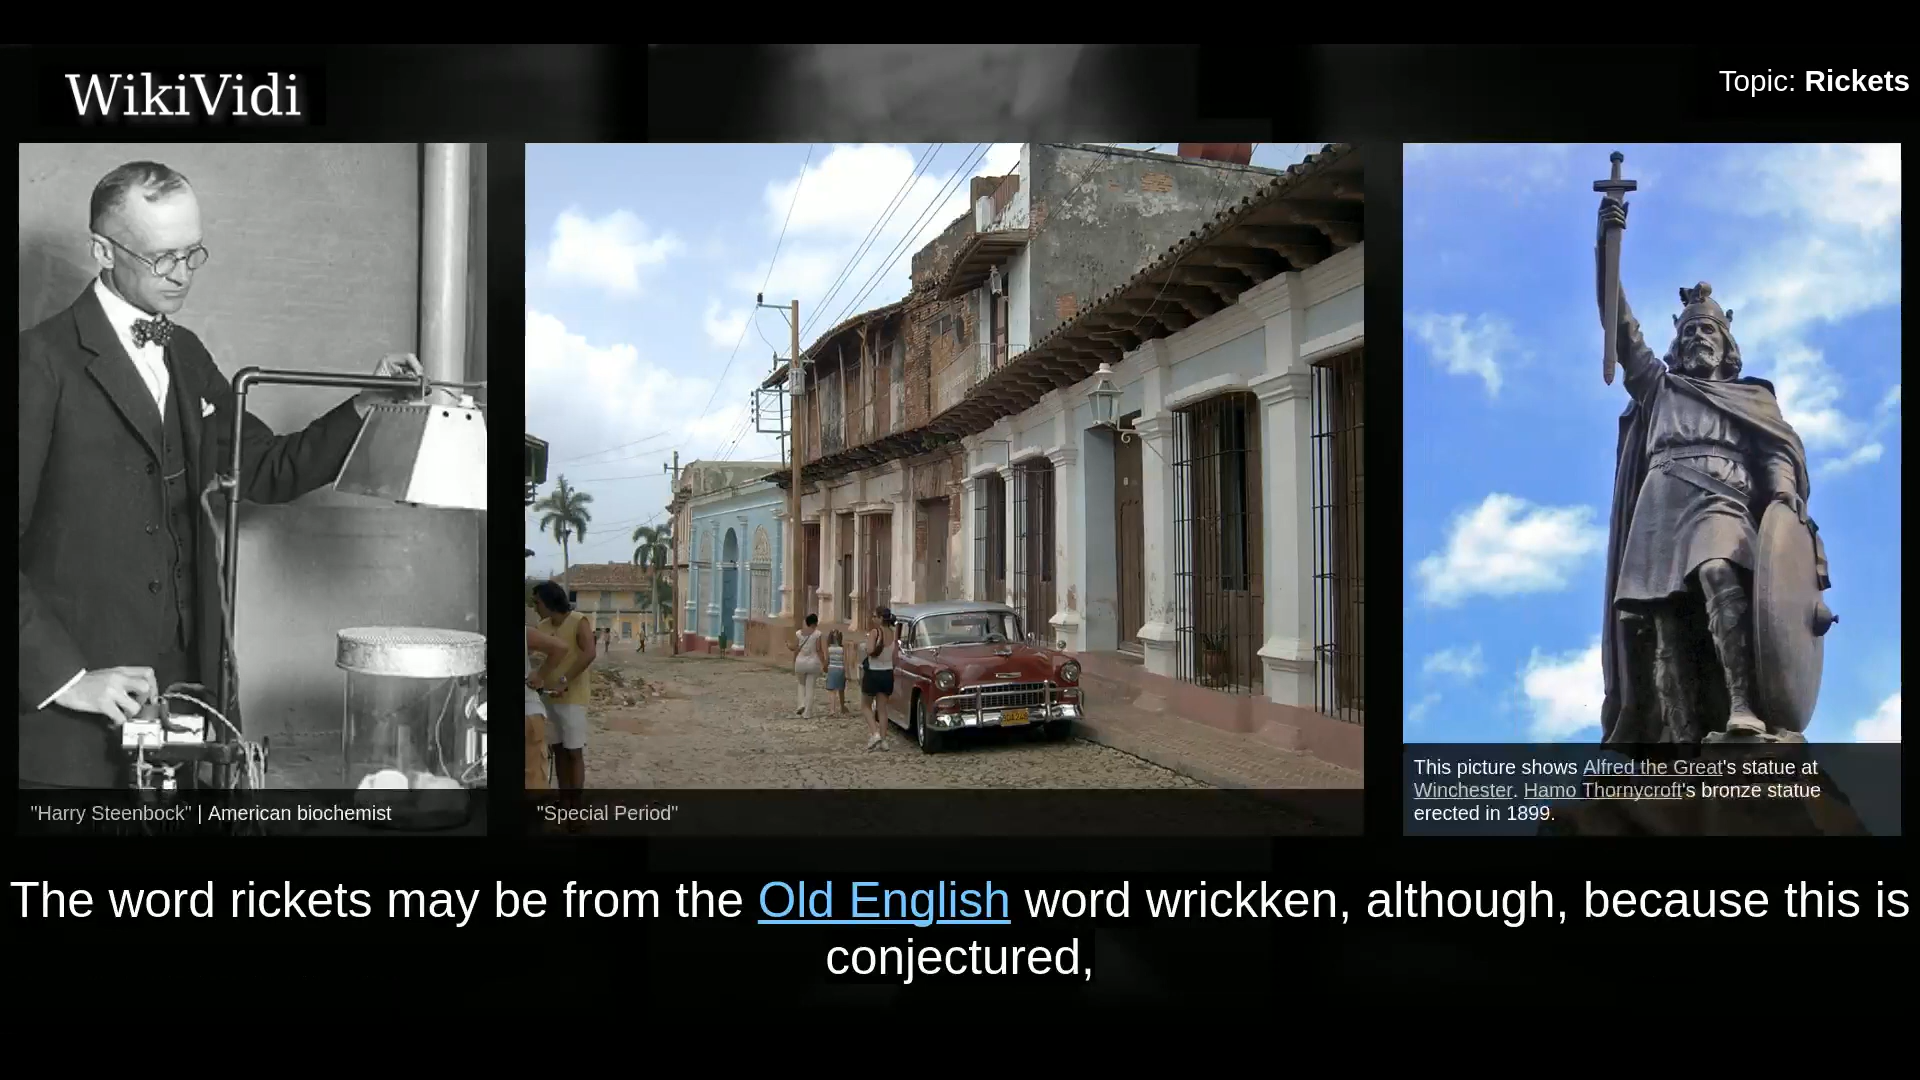 WikiVidi
Topic: Rickets
"Harry Steenbock" | American biochemist
"Special Period"
This picture shows Alfred the Great's statue at
Winchester. Hamo Thornycroft's bronze statue
erected in 1899.
The word rickets may be from the Old English word wrickken, although, because this is
conjectured,